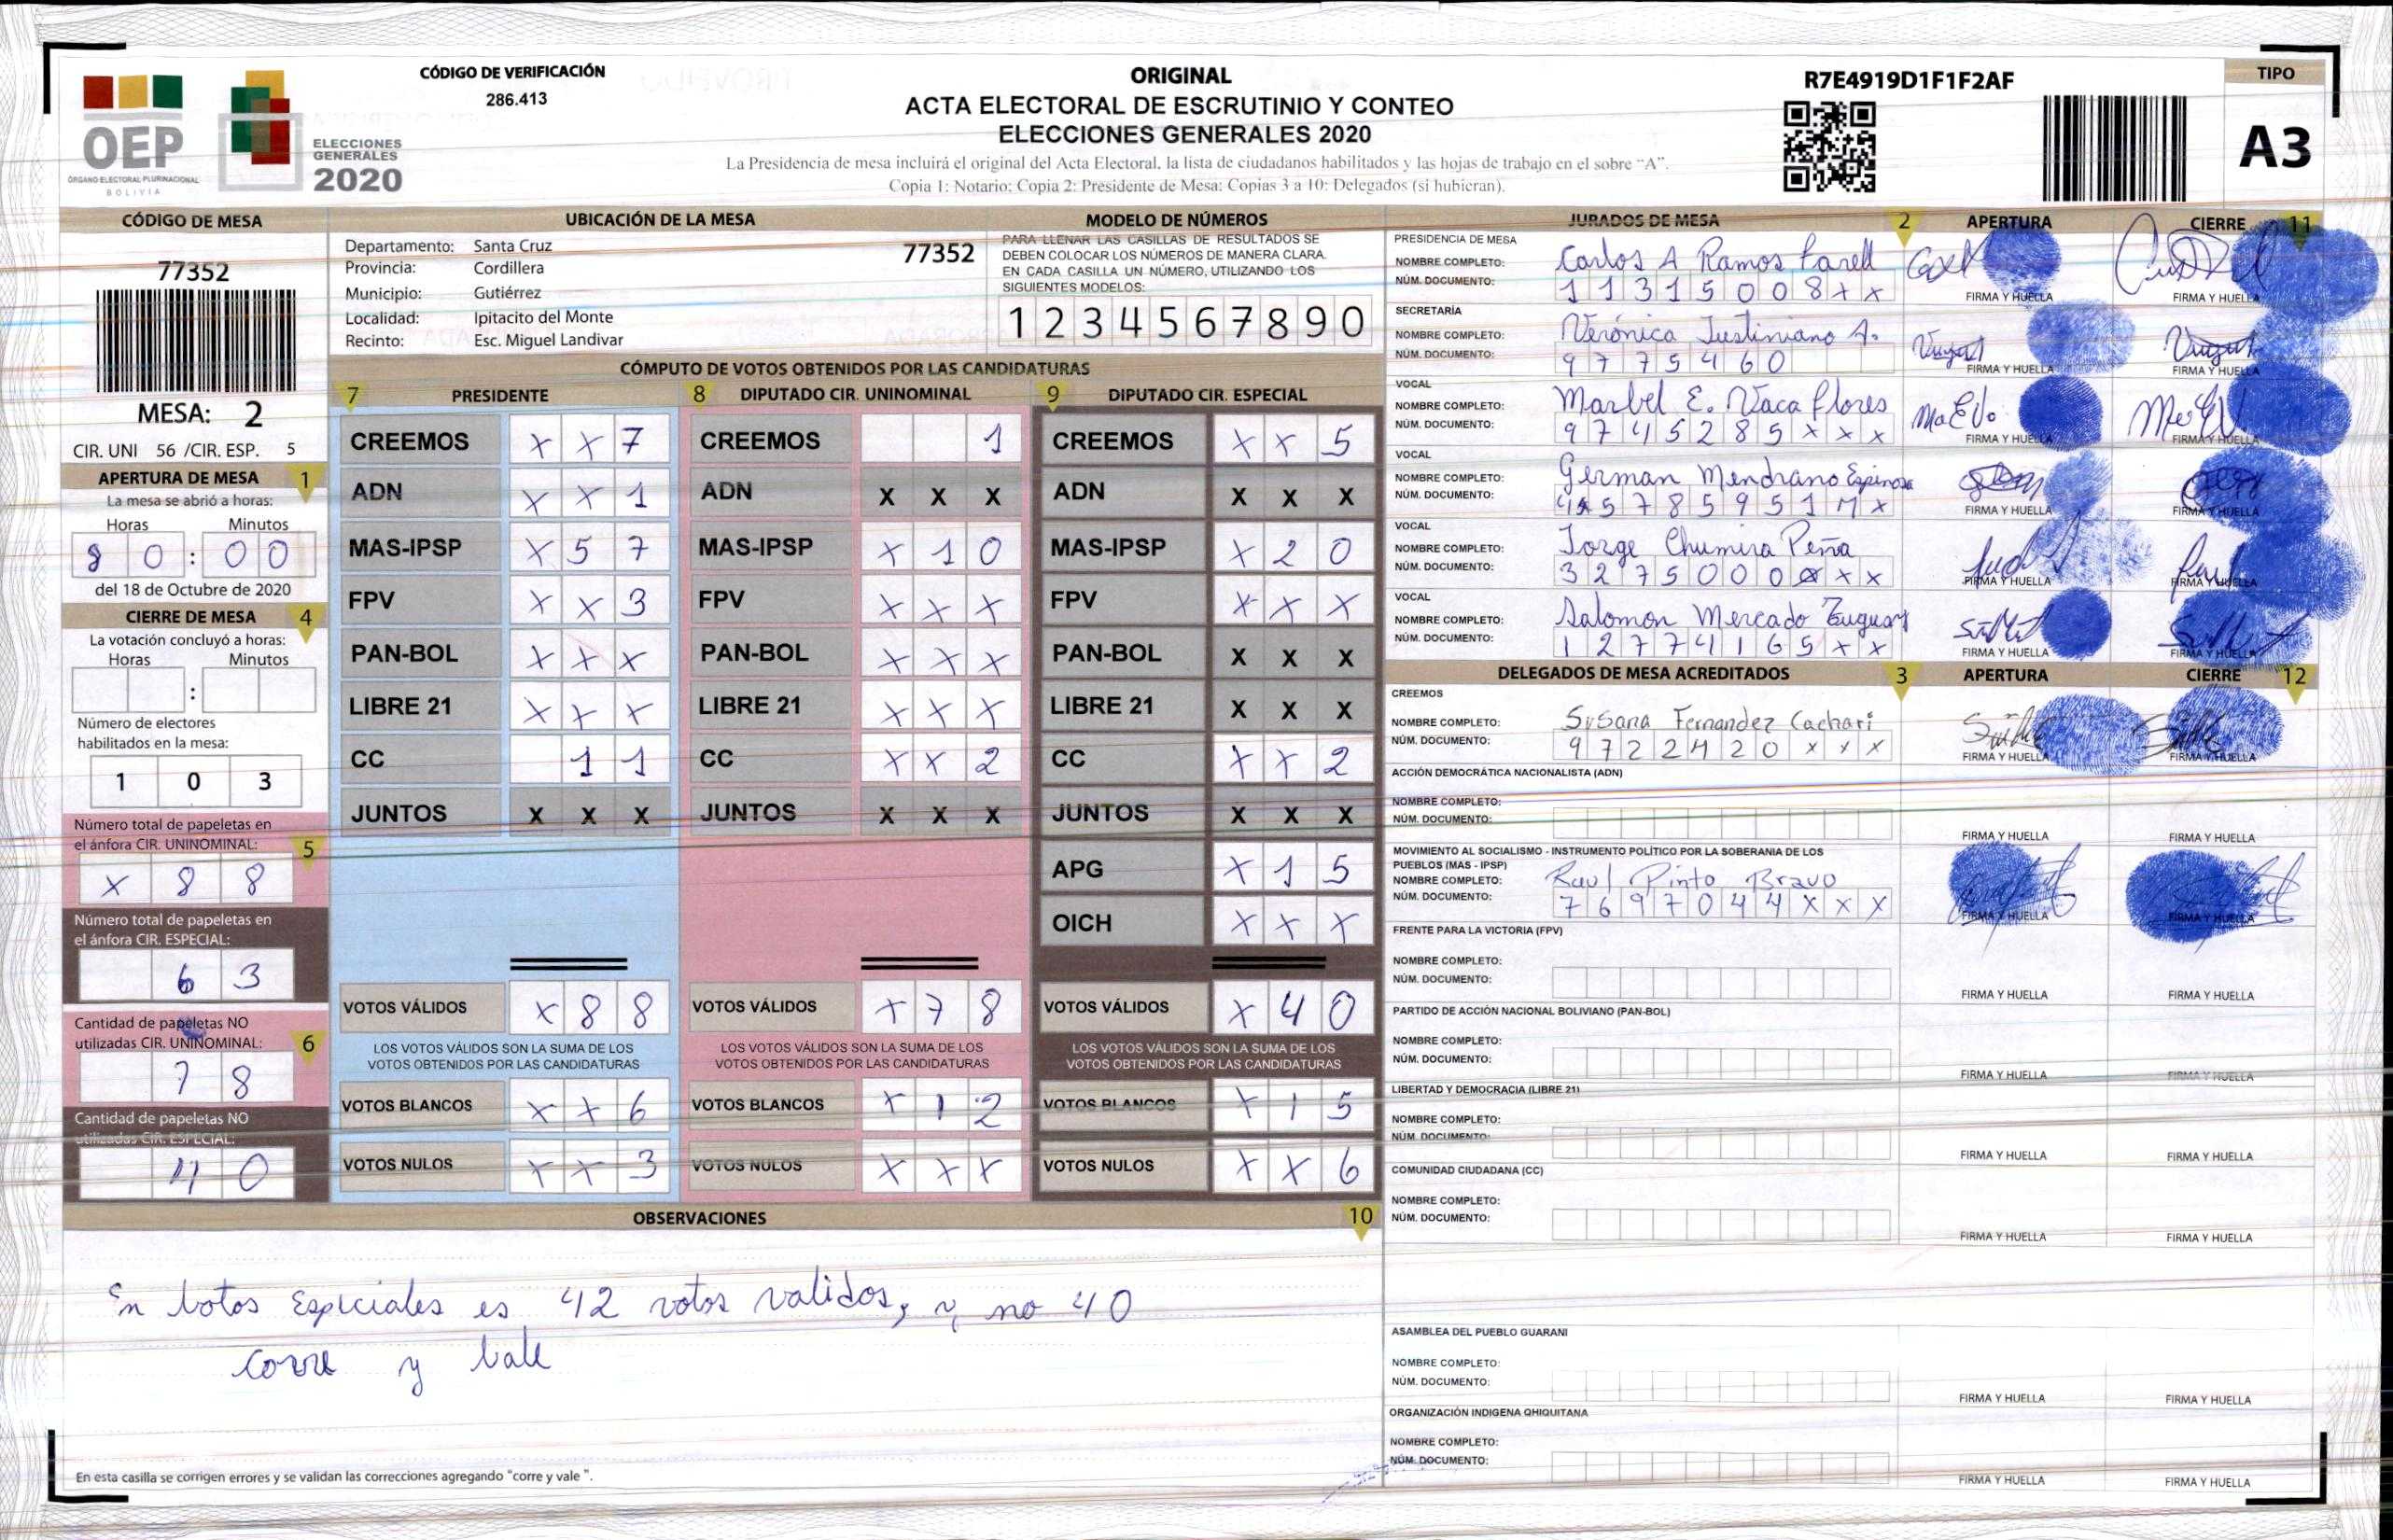 CÓDIGO DE VERIFICACIÓN
286.413
OEP
ÓRGANO ELECTORAL PLURINACIONAL
BOLIVIA
ELECCIONES
GENERALES
2020
ORIGINAL
ACTA ELECTORAL DE ESCRUTINIO Y CONTEO
ELECCIONES GENERALES 2020
La Presidencia de mesa incluirá el original del Acta Electoral, la lista de ciudadanos habilitados y las hojas de trabajo en el sobre "A".
Copia 1: Notario; Copia 2: Presidente de Mesa; Copias 3 a 10: Delegados (si hubieran).
R7E4919D1F1F2AF
TIPO
A3
CÓDIGO DE MESA
77352
MESA: 2
CIR. UNI 56 /CIR. ESP. 5
APERTURA DE MESA 1
La mesa se abrió a horas:
Horas Minutos
8 0 : 0 0
del 18 de Octubre de 2020
CIERRE DE MESA 4
La votación concluyó a horas:
Horas Minutos
:
Número de electores
habilitados en la mesa:
1 0 3
Número total de papeletas en
el ánfora CIR. UNINOMINAL: 5
X 8 8
Número total de papeletas en
el ánfora CIR. ESPECIAL:
6 3
Cantidad de papeletas NO
utilizadas CIR. UNINOMINAL: 6
7 8
Cantidad de papeletas NO
utilizadas CIR. ESPECIAL:
4 0
UBICACIÓN DE LA MESA
Departamento: Santa Cruz 77352
Provincia: Cordillera
Municipio: Gutiérrez
Localidad: Ipitacito del Monte
Recinto: Esc. Miguel Landivar
MODELO DE NÚMEROS
PARA LLENAR LAS CASILLAS DE RESULTADOS SE
DEBEN COLOCAR LOS NÚMEROS DE MANERA CLARA.
EN CADA CASILLA UN NÚMERO, UTILIZANDO LOS
SIGUIENTES MODELOS:
1 2 3 4 5 6 7 8 9 0
CÓMPUTO DE VOTOS OBTENIDOS POR LAS CANDIDATURAS
7 PRESIDENTE
CREEMOS X X 7
ADN X X 1
MAS-IPSP X 5 7
FPV X X 3
PAN-BOL X X X
LIBRE 21 X X X
CC 1 1
JUNTOS X X X
VOTOS VÁLIDOS X 8 8
LOS VOTOS VÁLIDOS SON LA SUMA DE LOS
VOTOS OBTENIDOS POR LAS CANDIDATURAS
VOTOS BLANCOS X X 6
VOTOS NULOS X X 3
8 DIPUTADO CIR. UNINOMINAL
CREEMOS 1
ADN X X X
MAS-IPSP X 1 0
FPV X X X
PAN-BOL X X X
LIBRE 21 X X X
CC X X 2
JUNTOS X X X
VOTOS VÁLIDOS X 7 8
LOS VOTOS VÁLIDOS SON LA SUMA DE LOS
VOTOS OBTENIDOS POR LAS CANDIDATURAS
VOTOS BLANCOS X 1 2
VOTOS NULOS X X X
9 DIPUTADO CIR. ESPECIAL
CREEMOS X X 5
ADN X X X
MAS-IPSP X 2 0
FPV X X X
PAN-BOL X X X
LIBRE 21 X X X
CC X X 2
JUNTOS X X X
APG X 1 5
OICH X X X
VOTOS VÁLIDOS X 4 0
LOS VOTOS VÁLIDOS SON LA SUMA DE LOS
VOTOS OBTENIDOS POR LAS CANDIDATURAS
VOTOS BLANCOS X 1 5
VOTOS NULOS X X 6
OBSERVACIONES 10
En botos Espiciales es 42 votos validos, y no 40
corre y bale
En esta casilla se corrigen errores y se validan las correcciones agregando "corre y vale ".
JURADOS DE MESA 2 APERTURA CIERRE 11
PRESIDENCIA DE MESA
NOMBRE COMPLETO: Carlos A Ramos Farell
NÚM. DOCUMENTO: 1 1 3 1 5 0 0 8 X X
FIRMA Y HUELLA FIRMA Y HUELLA
SECRETARÍA
NOMBRE COMPLETO: Verónica Justiniano A.
NÚM. DOCUMENTO: 9 7 7 5 4 6 0
FIRMA Y HUELLA FIRMA Y HUELLA
VOCAL
NOMBRE COMPLETO: Marbel E. Vaca Flores
NÚM. DOCUMENTO: 9 7 4 5 2 8 5 X X X
FIRMA Y HUELLA FIRMA Y HUELLA
VOCAL
NOMBRE COMPLETO: German Mendrano Espinosa
NÚM. DOCUMENTO: 5 7 8 5 9 5 1 X
FIRMA Y HUELLA FIRMA Y HUELLA
VOCAL
NOMBRE COMPLETO: Jorge Chumira Peña
NÚM. DOCUMENTO: 3 2 7 5 0 0 0 X X
FIRMA Y HUELLA FIRMA Y HUELLA
VOCAL
NOMBRE COMPLETO: Salomon Mercado
NÚM. DOCUMENTO: 1 2 7 7 4 1 6 5 X X
FIRMA Y HUELLA FIRMA Y HUELLA
DELEGADOS DE MESA ACREDITADOS 3 APERTURA CIERRE 12
CREEMOS
NOMBRE COMPLETO: Susana Fernandez Cachari
NÚM. DOCUMENTO: 9 7 2 2 4 2 0 X X X
FIRMA Y HUELLA FIRMA Y HUELLA
ACCIÓN DEMOCRÁTICA NACIONALISTA (ADN)
NOMBRE COMPLETO:
NÚM. DOCUMENTO:
FIRMA Y HUELLA FIRMA Y HUELLA
MOVIMIENTO AL SOCIALISMO - INSTRUMENTO POLÍTICO POR LA SOBERANIA DE LOS
PUEBLOS (MAS - IPSP)
NOMBRE COMPLETO: Raul Pinto Bravo
NÚM. DOCUMENTO: 7 6 9 7 0 4 4 X X X
FIRMA Y HUELLA FIRMA Y HUELLA
FRENTE PARA LA VICTORIA (FPV)
NOMBRE COMPLETO:
NÚM. DOCUMENTO:
FIRMA Y HUELLA FIRMA Y HUELLA
PARTIDO DE ACCIÓN NACIONAL BOLIVIANO (PAN-BOL)
NOMBRE COMPLETO:
NÚM. DOCUMENTO:
FIRMA Y HUELLA FIRMA Y HUELLA
LIBERTAD Y DEMOCRACIA (LIBRE 21)
NOMBRE COMPLETO:
NÚM. DOCUMENTO:
FIRMA Y HUELLA FIRMA Y HUELLA
COMUNIDAD CIUDADANA (CC)
NOMBRE COMPLETO:
NÚM. DOCUMENTO:
FIRMA Y HUELLA FIRMA Y HUELLA
ASAMBLEA DEL PUEBLO GUARANI
NOMBRE COMPLETO:
NÚM. DOCUMENTO:
FIRMA Y HUELLA FIRMA Y HUELLA
ORGANIZACIÓN INDIGENA QHIQUITANA
NOMBRE COMPLETO:
NÚM. DOCUMENTO:
FIRMA Y HUELLA FIRMA Y HUELLA